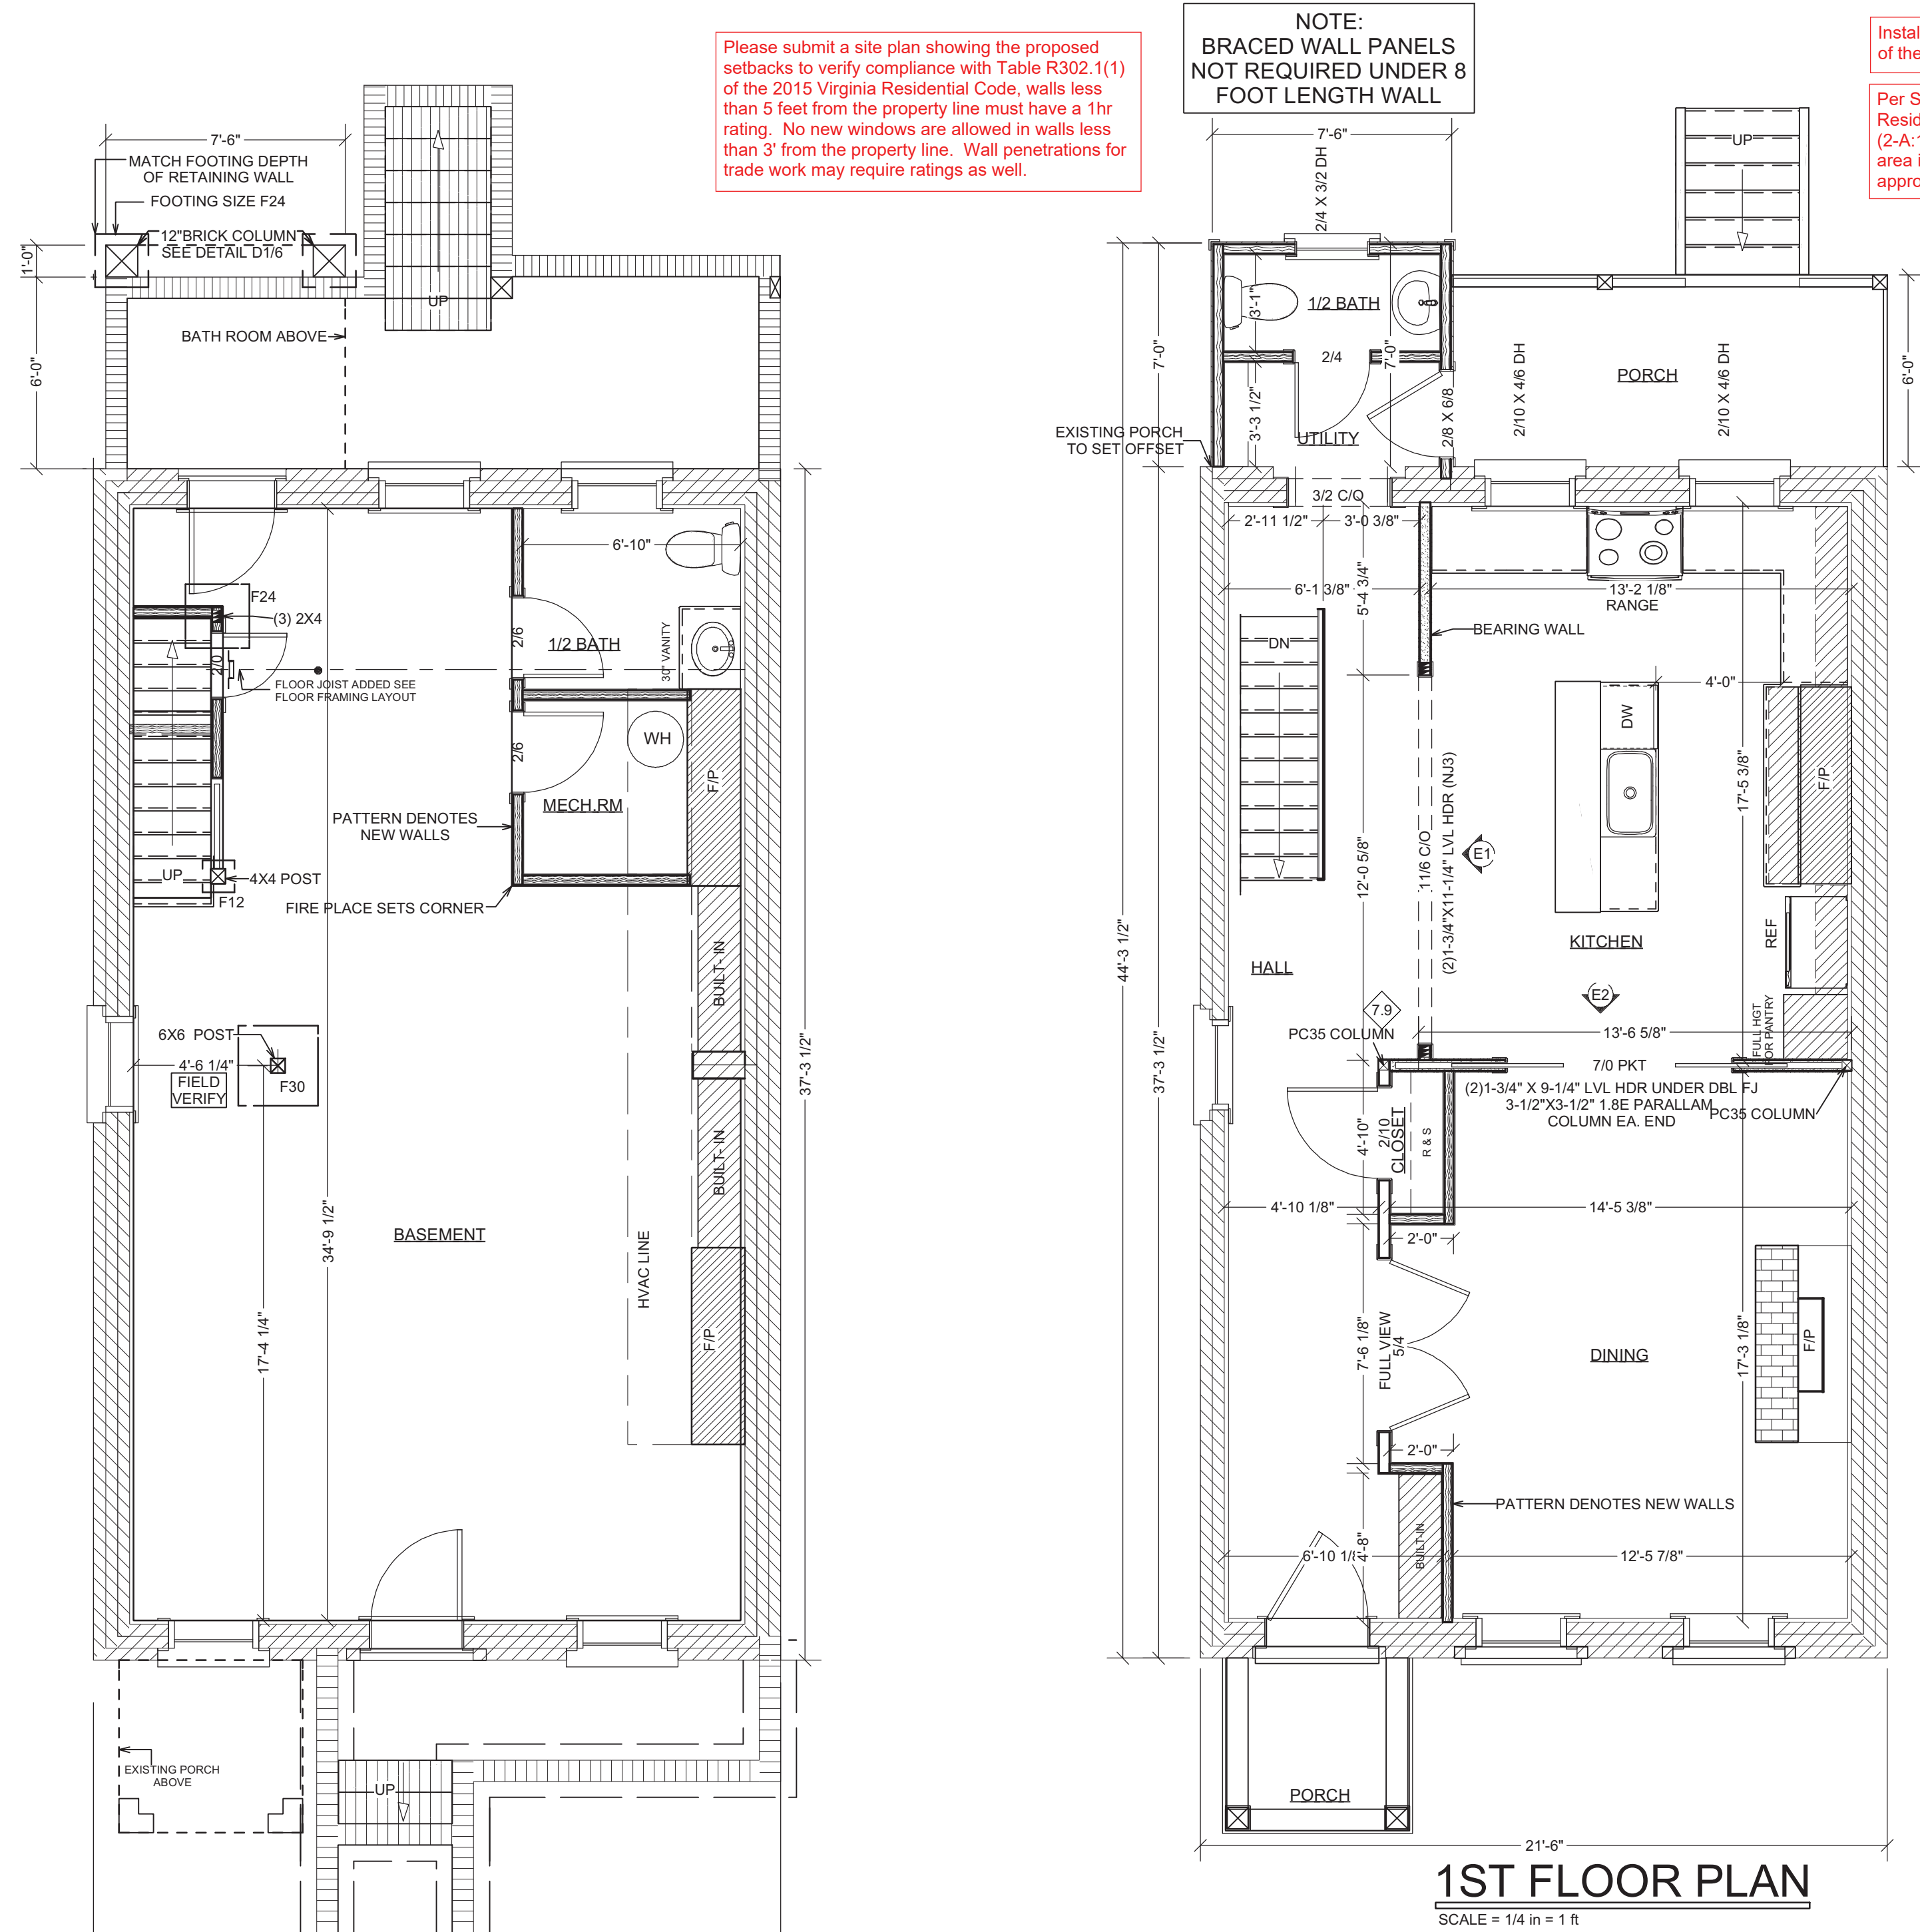 NOTE:
BRACED WALL PANELS
NOT REQUIRED UNDER 8
FOOT LENGTH WALL
Please submit a site plan showing the proposed
setbacks to verify compliance with Table R302.1(1)
of the 2015 Virginia Residential Code, walls less
than 5 feet from the property line must have a 1hr
rating.  No new windows are allowed in walls less
than 3' from the property line.  Wall penetrations for
trade work may require ratings as well.
Instal
of the
Per S
Resid
(2-A:1
area i
appro
7'-6"
MATCH FOOTING DEPTH
OF RETAINING WALL
FOOTING SIZE F24
12"BRICK COLUMN
SEE DETAIL D1/6
1'-0"
UP
BATH ROOM ABOVE
6'-0"
6'-10"
F24
(3) 2X4
2/6
1/2 BATH
30" VANITY
2/0
FLOOR JOIST ADDED SEE
FLOOR FRAMING LAYOUT
WH
2/6
F/P
MECH.RM
PATTERN DENOTES
NEW WALLS
UP
4X4 POST
F12
FIRE PLACE SETS CORNER
BUILT- IN
6X6  POST
4'-6 1/4"
FIELD
VERIFY
F30
37'-3 1/2"
BUILT- IN
34'-9 1/2"
BASEMENT
HVAC LINE
17'-4 1/4"
F/P
EXISTING PORCH
ABOVE
UP
7'-6"
2/4 X 3/2 DH
UP
3'-1"
1/2 BATH
7'-0"
2/4
7'-0"
2/10 X 4/6 DH
PORCH
2/10 X 4/6 DH
6'-0"
3'-3 1/2"
2/8 X 6/8
EXISTING PORCH
TO SET OFFSET
UTILITY
3/2 C/O
2'-11 1/2"
3'-0 3/8"
6'-1 3/8"
5'-4 3/4"
13'-2 1/8"
RANGE
BEARING WALL
DN
4'-0"
DW
17'-5 3/8"
F/P
11/6 C/O
(2)1-3/4"X11-1/4" LVL HDR (NJ3)
E1
12'-0 5/8"
44'-3 1/2"
KITCHEN
REF
HALL
E2
7.9
PC35 COLUMN
13'-6 5/8"
FULL HGT
FOR PANTRY
37'-3 1/2"
7/0 PKT
(2)1-3/4" X 9-1/4" LVL HDR UNDER DBL FJ
3-1/2"X3-1/2" 1.8E PARALLAM
COLUMN EA. END
PC35 COLUMN
4'-10"
2/10
CLOSET
R & S
4'-10 1/8"
14'-5 3/8"
2'-0"
7'-6 1/8"
FULL VIEW
5/4
DINING
17'-3 1/8"
F/P
2'-0"
PATTERN DENOTES NEW WALLS
BUILT-IN
4'-8"
12'-5 7/8"
PORCH
21'-6"
1ST FLOOR PLAN
SCALE = 1/4 in = 1 ft